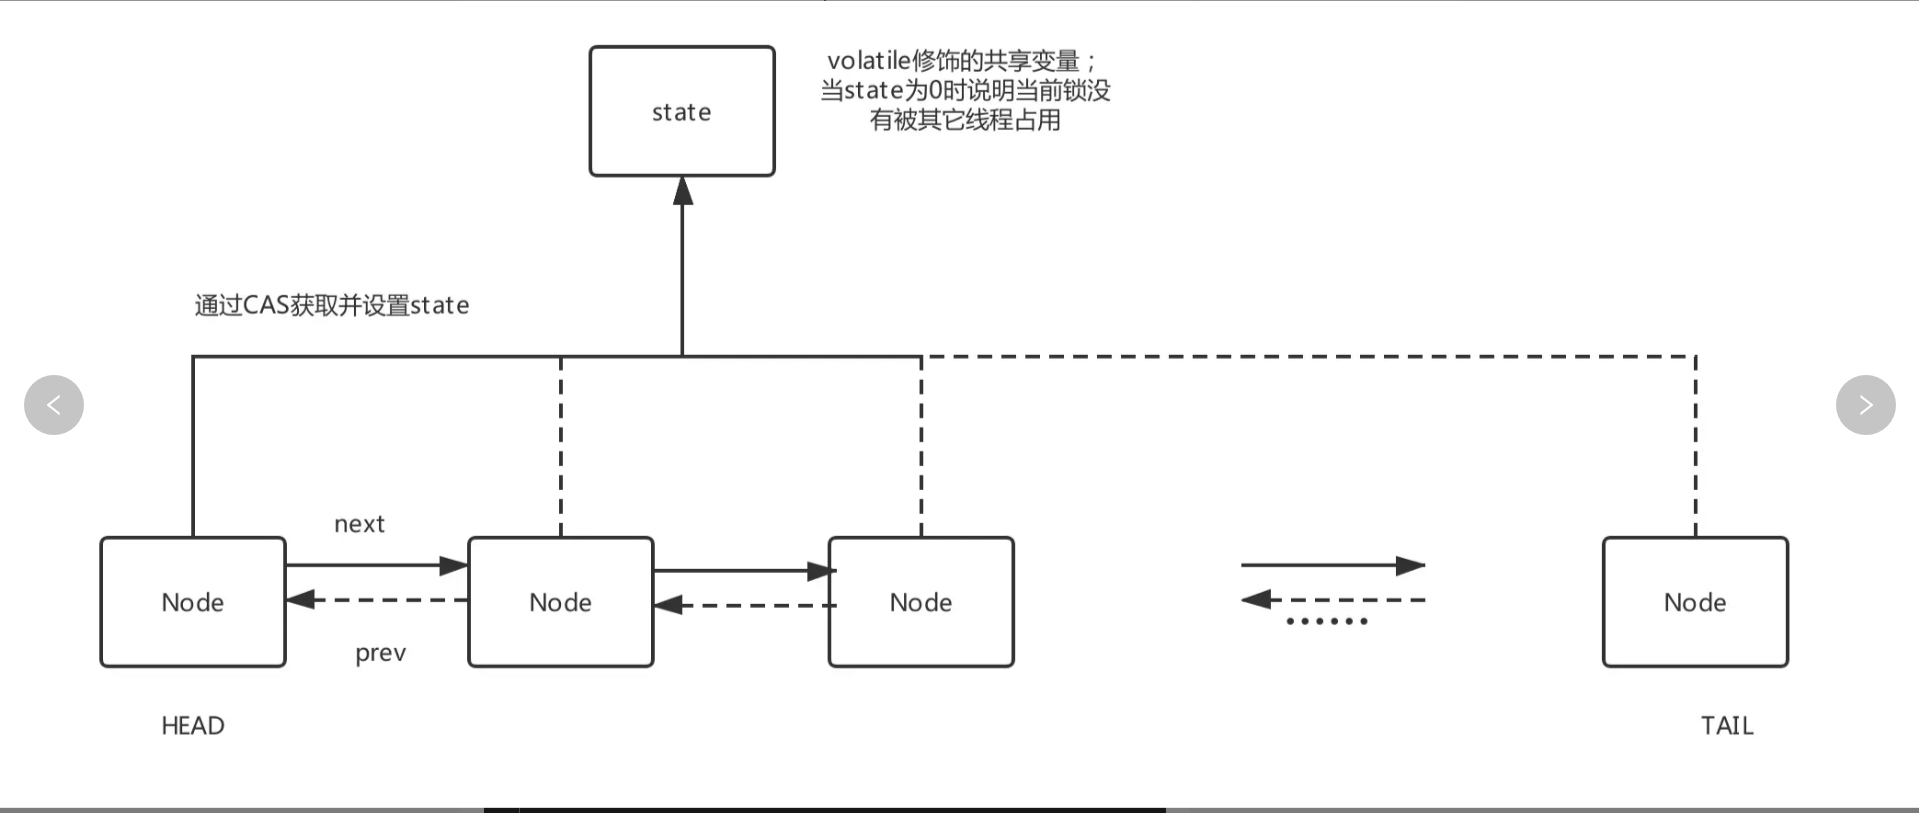 state
volatile修饰的共享变量；
当state为0时说明当前锁没
有被其它线程占用
通过CAS获取并设置state
next
Node
Node
Node
Node
prev
HEAD
TAIL